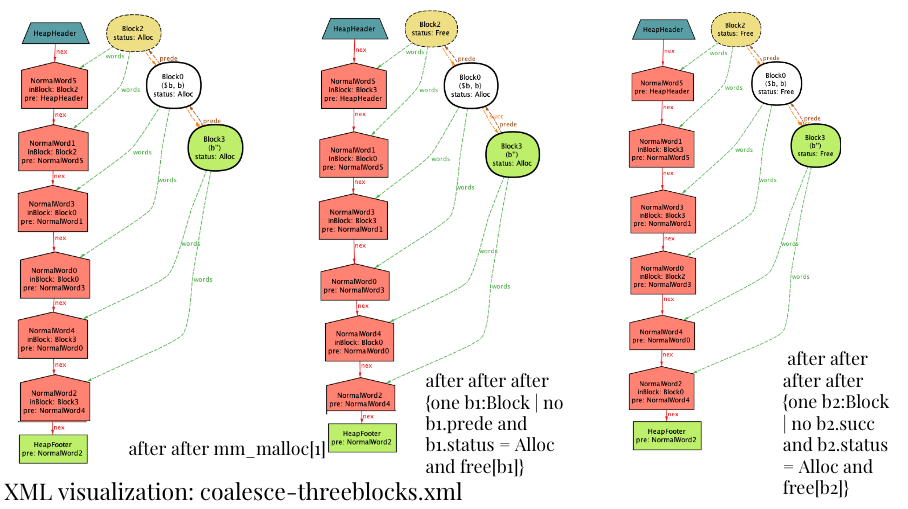 HeapHeader
Block2
status: Alloc
nex
words
prede
NormalWord5
inBlock: Block2
pre: HeapHeader
Block0
($b, b)
status: Alloc
words
nex
prede
NormalWord1
inBlock: Block2
pre: NormalWord5
Block3
(b'')
status: Alloc
words
nex
NormalWord3
inBlock: Block0
pre: NormalWord1
words
nex
NormalWord0
inBlock: Block0
pre: NormalWord3
words
nex
NormalWord4
inBlock: Block3
pre: NormalWord0
nex
NormalWord2
inBlock: Block3
pre: NormalWord4
nex
HeapFooter
pre: NormalWord2
after after mm_malloc[1]
HeapHeader
Block2
status: Free
nex
words
prede
NormalWord5
inBlock: Block3
pre: HeapHeader
Block0
($b, b)
status: Alloc
words
nex
succ
prede
NormalWord1
inBlock: Block0
pre: NormalWord5
Block3
(b'')
status: Alloc
words
nex
NormalWord3
inBlock: Block3
pre: NormalWord1
words
nex
NormalWord0
inBlock: Block0
pre: NormalWord3
words
nex
NormalWord4
inBlock: Block0
pre: NormalWord0
nex
NormalWord2
pre: NormalWord4
nex
HeapFooter
pre: NormalWord2
after after after
{one b1:Block | no
b1.prede and
b1.status = Alloc
and free[b1]}
HeapHeader
Block2
status: Free
nex
words
prede
NormalWord5
pre: HeapHeader
Block0
($b, b)
status: Free
words
nex
prede
NormalWord1
inBlock: Block3
pre: NormalWord5
Block3
(b'')
status: Free
words
nex
NormalWord3
inBlock: Block3
pre: NormalWord1
words
nex
NormalWord0
inBlock: Block2
pre: NormalWord3
words
nex
NormalWord4
pre: NormalWord0
nex
NormalWord2
inBlock: Block0
pre: NormalWord4
nex
HeapFooter
pre: NormalWord2
after after
after after
{one b2:Block
| no b2.succ
and b2.status
= Alloc and
free[b2]}
XML visualization: coalesce-threeblocks.xml